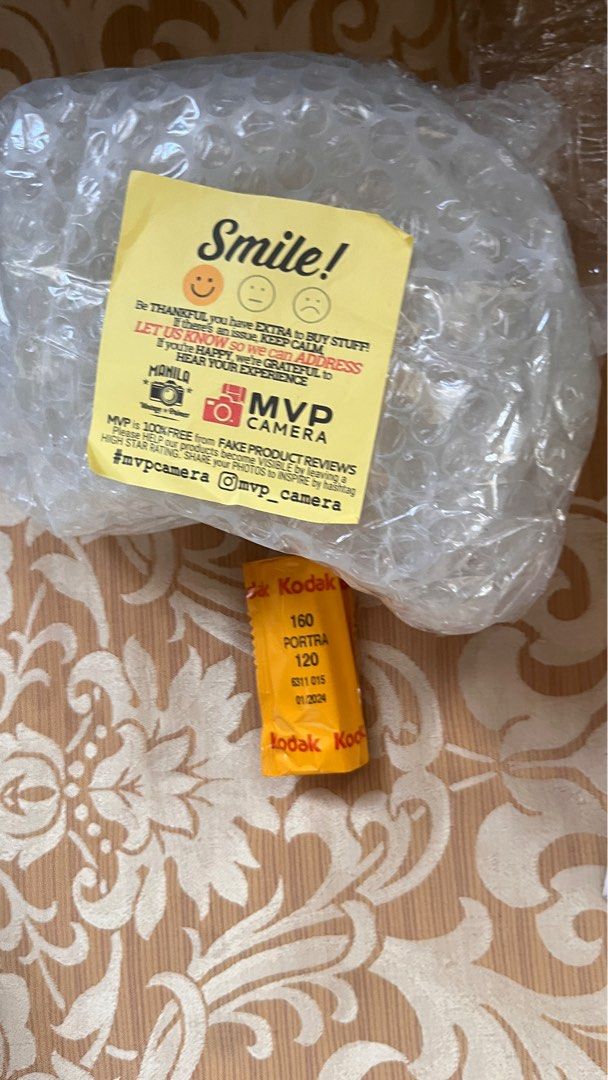 Smile!
Be THANKFUL you have EXTRA to BUY STUFF!
If there's an issue, KEEP CALM,
LET US KNOW so we can ADDRESS
If you're HAPPY, we're GRATEFUL to
HEAR YOUR EXPERIENCE
MANILA
MVP
CAMERA
MVP is 100% FREE from FAKE PRODUCT REVIEWS
Please HELP our products become VISIBLE by leaving a
HIGH STAR RATING. SHARE your PHOTOS to INSPIRE by hashtag
#mvpcamera mvp_camera
dak Kodak
160
PORTRA
120
6311 015
01/2024
Kodak Kod